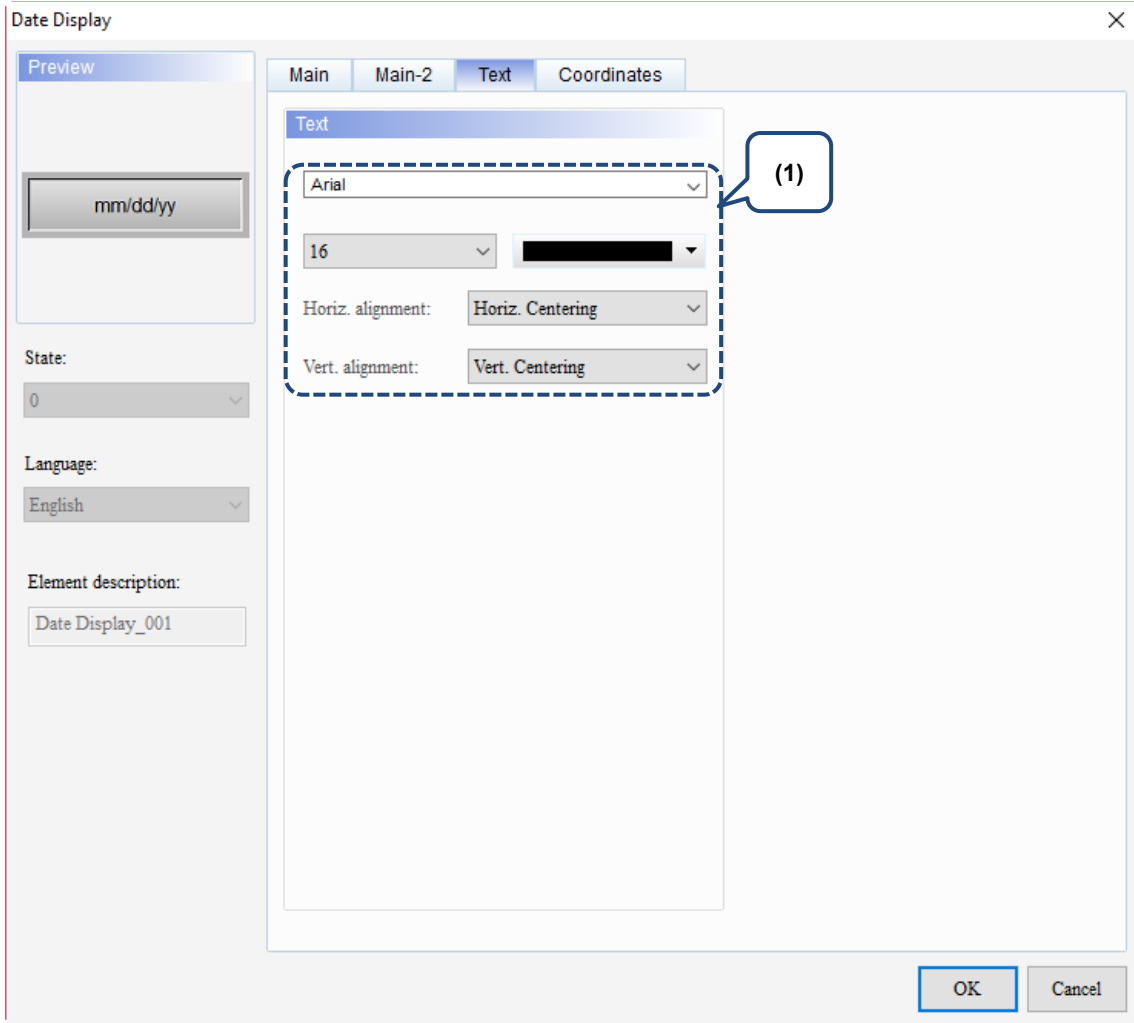 Date Display
Preview
mm/dd/yy
State:
0
Language:
English
Element description:
Date Display_001
Main Main-2 Text Coordinates
Text
Arial
16
Horiz. alignment: Horiz. Centering
Vert. alignment: Vert. Centering
(1)
OK Cancel